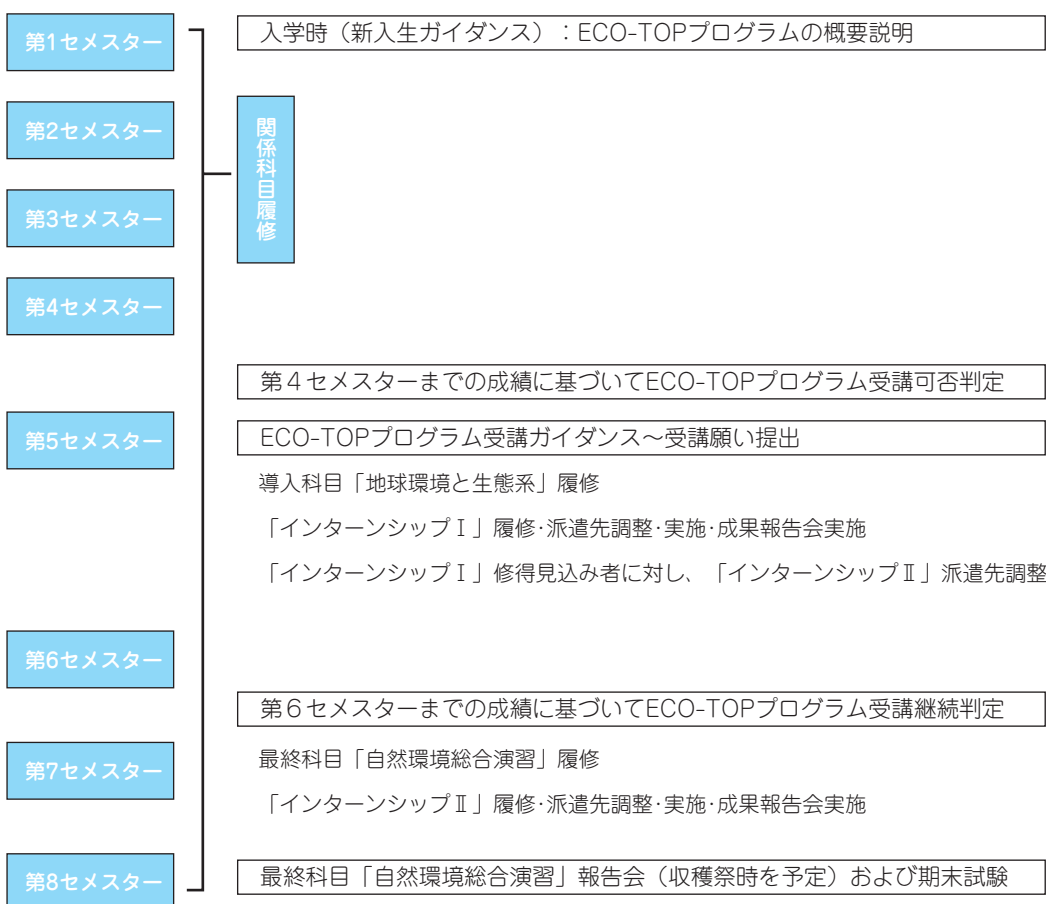 第1セメスター
入学時（新入生ガイダンス）：ECO-TOPプログラムの概要説明
第2セメスター
関係科目履修
第3セメスター
第4セメスター
第４セメスターまでの成績に基づいてECO-TOPプログラム受講可否判定
第5セメスター
ECO-TOPプログラム受講ガイダンス～受講願い提出
導入科目「地球環境と生態系」履修
「インターンシップⅠ」履修・派遣先調整・実施・成果報告会実施
「インターンシップⅠ」修得見込み者に対し、「インターンシップⅡ」派遣先調整
第6セメスター
第６セメスターまでの成績に基づいてECO-TOPプログラム受講継続判定
第7セメスター
最終科目「自然環境総合演習」履修
「インターンシップⅡ」履修・派遣先調整・実施・成果報告会実施
第8セメスター
最終科目「自然環境総合演習」報告会（収穫祭時を予定）および期末試験